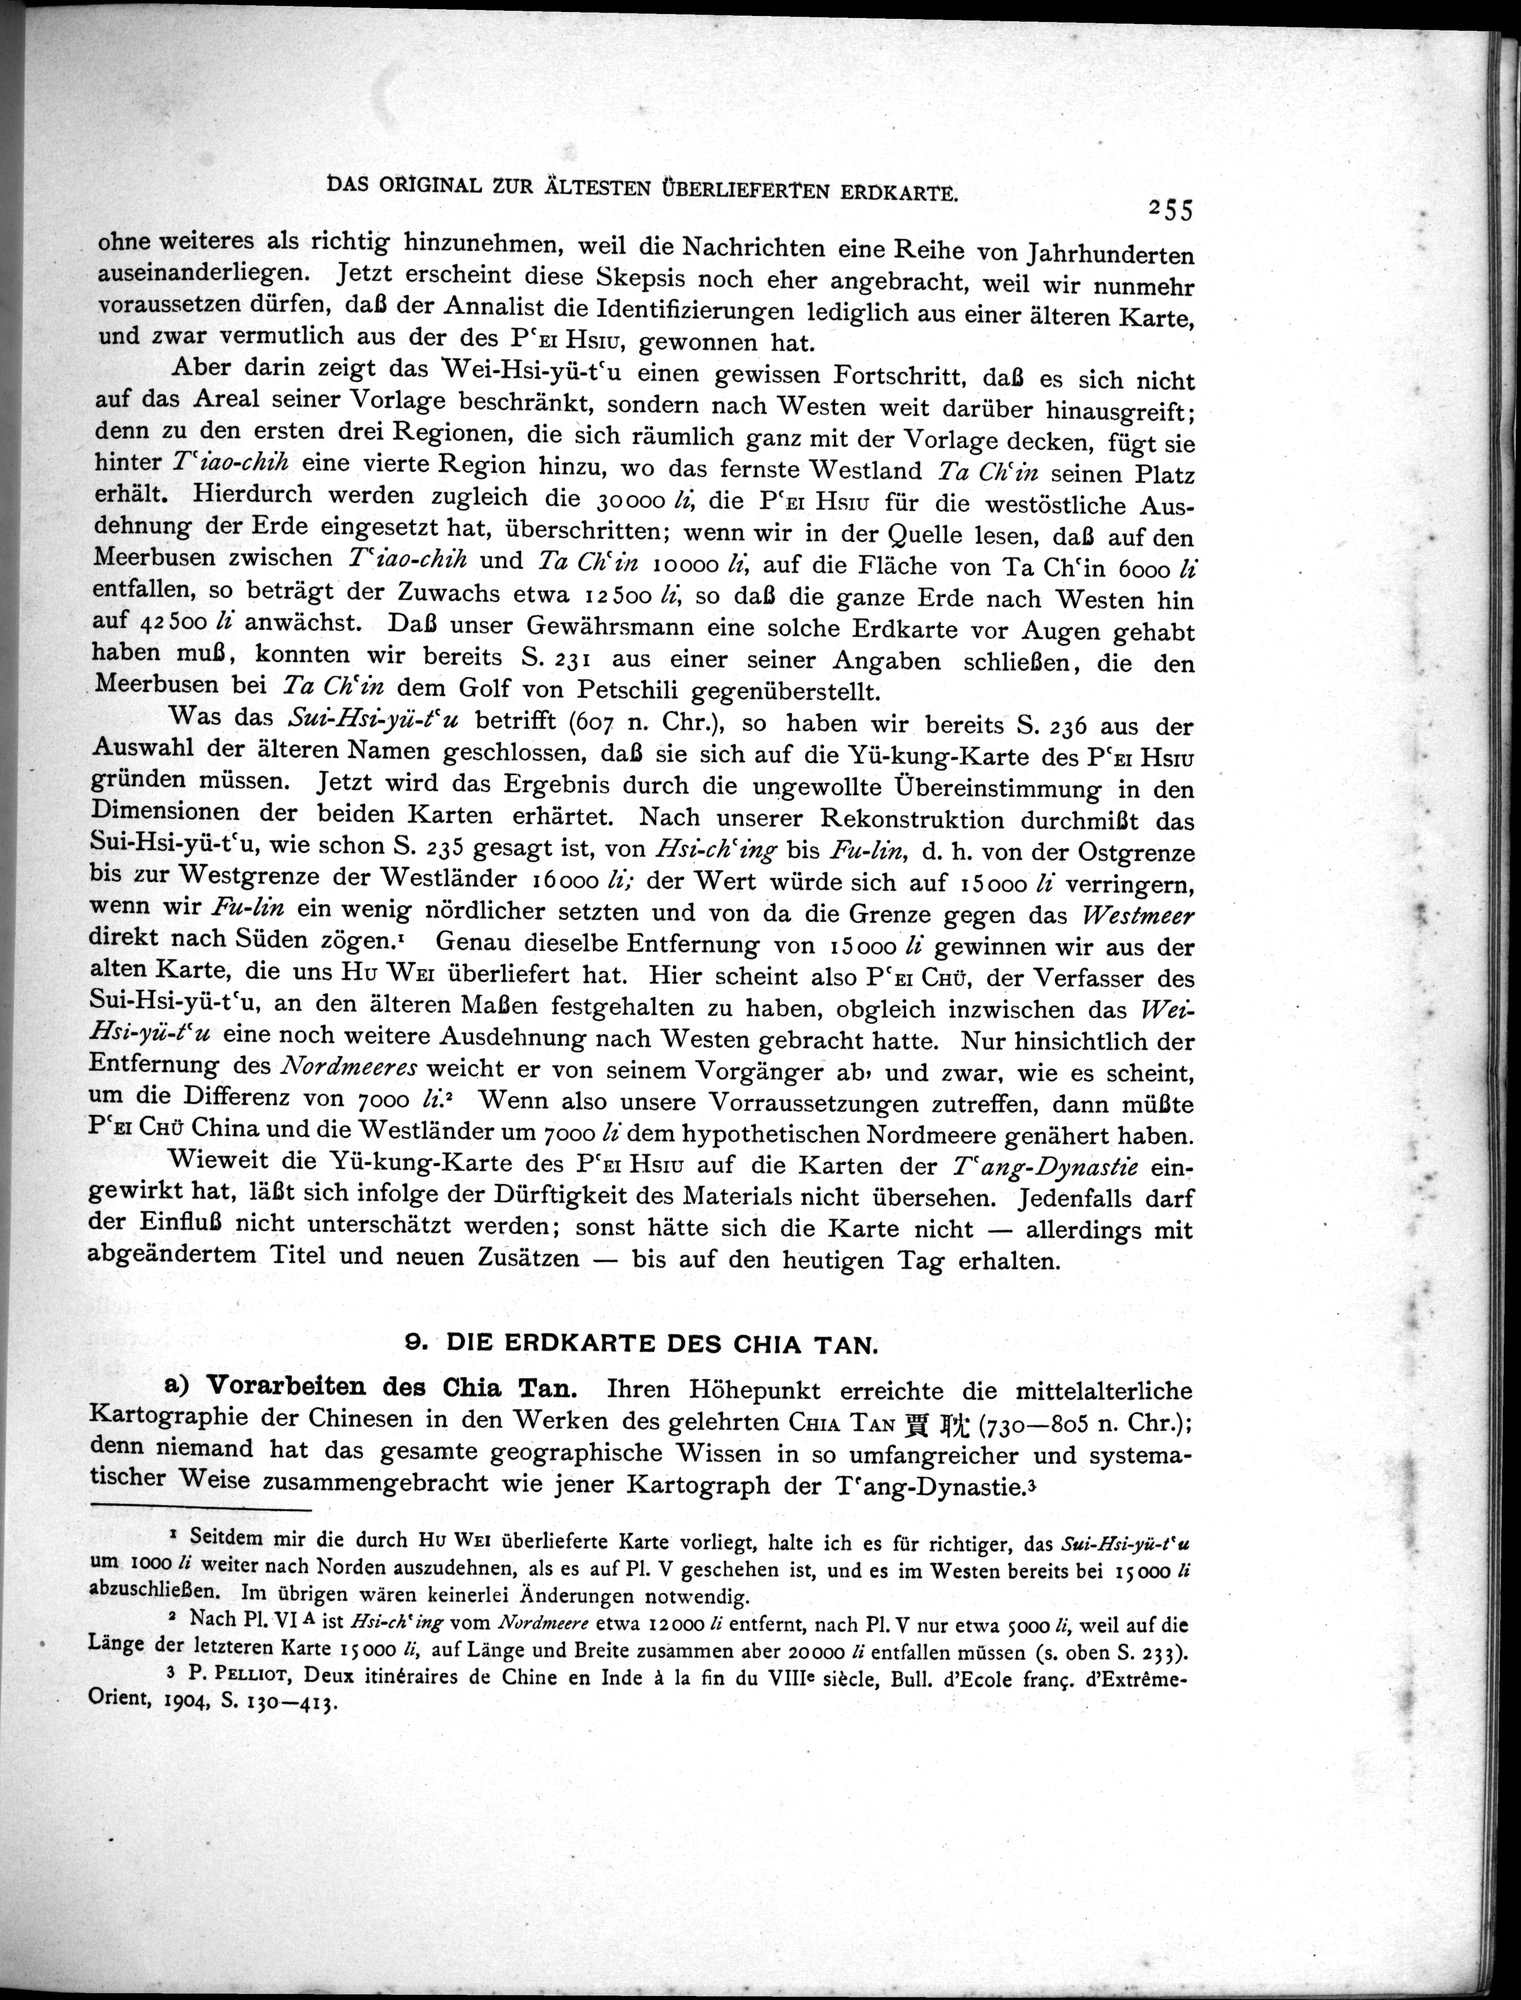 DAS ORIGINAL ZUR ÄLTESTEN ÜBERLIEFERTEN ERDKARTE.
255
ohne weiteres als richtig hinzunehmen, weil die Nachrichten eine Reihe von Jahrhunderten
auseinanderliegen. Jetzt erscheint diese Skepsis noch eher angebracht, weil wir nunmehr
voraussetzen dürfen, daß der Annalist die Identifizierungen lediglich aus einer älteren Karte,
und zwar vermutlich aus der des Pʻei Hsiu, gewonnen hat.
Aber darin zeigt das Wei-Hsi-yü-tʻu einen gewissen Fortschritt, daß es sich nicht
auf das Areal seiner Vorlage beschränkt, sondern nach Westen weit darüber hinausgreift;
denn zu den ersten drei Regionen, die sich räumlich ganz mit der Vorlage decken, fügt sie
hinter Tʻiao-chih eine vierte Region hinzu, wo das fernste Westland Ta Chʻin seinen Platz
erhält. Hierdurch werden zugleich die 30000 li, die Pʻei Hsiu für die westöstliche Aus-
dehnung der Erde eingesetzt hat, überschritten; wenn wir in der Quelle lesen, daß auf den
Meerbusen zwischen Tʻiao-chih und Ta Chʻin 10000 li, auf die Fläche von Ta Chʻin 6000 li
entfallen, so beträgt der Zuwachs etwa 12500 li, so daß die ganze Erde nach Westen hin
auf 42500 li anwächst. Daß unser Gewährsmann eine solche Erdkarte vor Augen gehabt
haben muß, konnten wir bereits S. 231 aus einer seiner Angaben schließen, die den
Meerbusen bei Ta Chʻin dem Golf von Petschili gegenüberstellt.
Was das Sui-Hsi-yü-tʻu betrifft (607 n. Chr.), so haben wir bereits S. 236 aus der
Auswahl der älteren Namen geschlossen, daß sie sich auf die Yü-kung-Karte des Pʻei Hsiu
gründen müssen. Jetzt wird das Ergebnis durch die ungewollte Übereinstimmung in den
Dimensionen der beiden Karten erhärtet. Nach unserer Rekonstruktion durchmißt das
Sui-Hsi-yü-tʻu, wie schon S. 235 gesagt ist, von Hsi-chʻing bis Fu-lin, d. h. von der Ostgrenze
bis zur Westgrenze der Westländer 16000 li; der Wert würde sich auf 15000 li verringern,
wenn wir Fu-lin ein wenig nördlicher setzten und von da die Grenze gegen das Westmeer
direkt nach Süden zögen.¹ Genau dieselbe Entfernung von 15000 li gewinnen wir aus der
alten Karte, die uns Hu Wei überliefert hat. Hier scheint also Pʻei Chü, der Verfasser des
Sui-Hsi-yü-tʻu, an den älteren Maßen festgehalten zu haben, obgleich inzwischen das Wei-
Hsi-yü-tʻu eine noch weitere Ausdehnung nach Westen gebracht hatte. Nur hinsichtlich der
Entfernung des Nordmeeres weicht er von seinem Vorgänger ab, und zwar, wie es scheint,
um die Differenz von 7000 li.² Wenn also unsere Vorraussetzungen zutreffen, dann müßte
Pʻei Chü China und die Westländer um 7000 li dem hypothetischen Nordmeere genähert haben.
Wieweit die Yü-kung-Karte des Pʻei Hsiu auf die Karten der Tʻang-Dynastie ein-
gewirkt hat, läßt sich infolge der Dürftigkeit des Materials nicht übersehen. Jedenfalls darf
der Einfluß nicht unterschätzt werden; sonst hätte sich die Karte nicht — allerdings mit
abgeändertem Titel und neuen Zusätzen — bis auf den heutigen Tag erhalten.
9. DIE ERDKARTE DES CHIA TAN.
a) Vorarbeiten des Chia Tan. Ihren Höhepunkt erreichte die mittelalterliche
Kartographie der Chinesen in den Werken des gelehrten Chia Tan 賈 耽 (730—805 n. Chr.);
denn niemand hat das gesamte geographische Wissen in so umfangreicher und systema-
tischer Weise zusammengebracht wie jener Kartograph der Tʻang-Dynastie.³
¹ Seitdem mir die durch Hu Wei überlieferte Karte vorliegt, halte ich es für richtiger, das Sui-Hsi-yü-tʻu
um 1000 li weiter nach Norden auszudehnen, als es auf Pl. V geschehen ist, und es im Westen bereits bei 15000 li
abzuschließen. Im übrigen wären keinerlei Änderungen notwendig.
² Nach Pl. VI A ist Hsi-chʻing vom Nordmeere etwa 12000 li entfernt, nach Pl. V nur etwa 5000 li, weil auf die
Länge der letzteren Karte 15000 li, auf Länge und Breite zusammen aber 20000 li entfallen müssen (s. oben S. 233).
3 P. Pelliot, Deux itinéraires de Chine en Inde à la fin du VIIIe siècle, Bull. d'Ecole franç. d'Extrême-
Orient, 1904, S. 130—413.